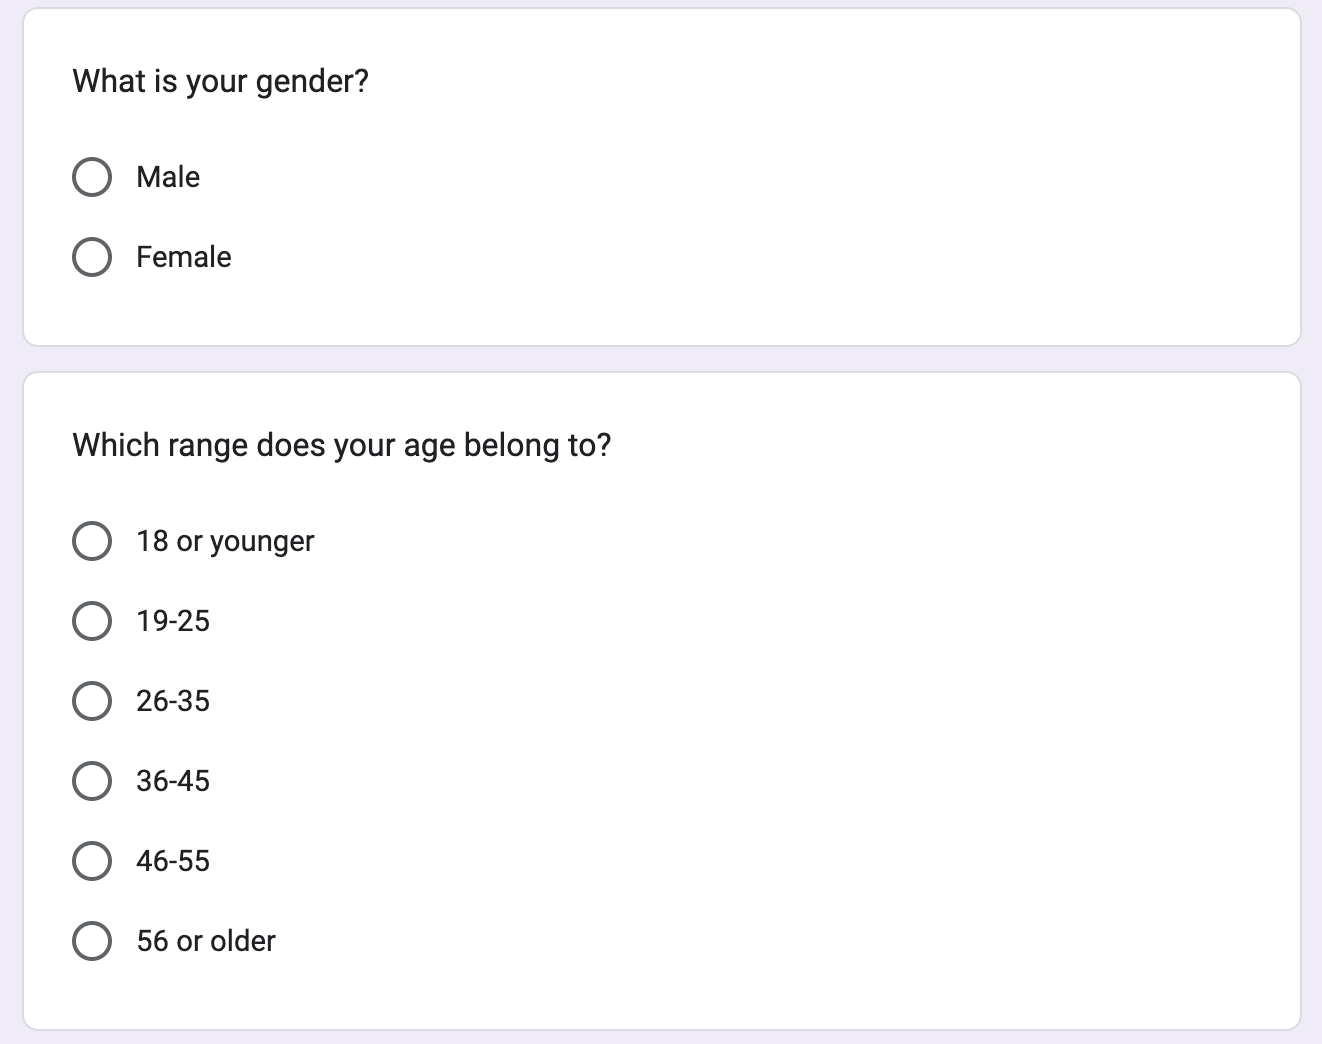 What is your gender?
Male
Female
Which range does your age belong to?
18 or younger
19-25
26-35
36-45
46-55
56 or older